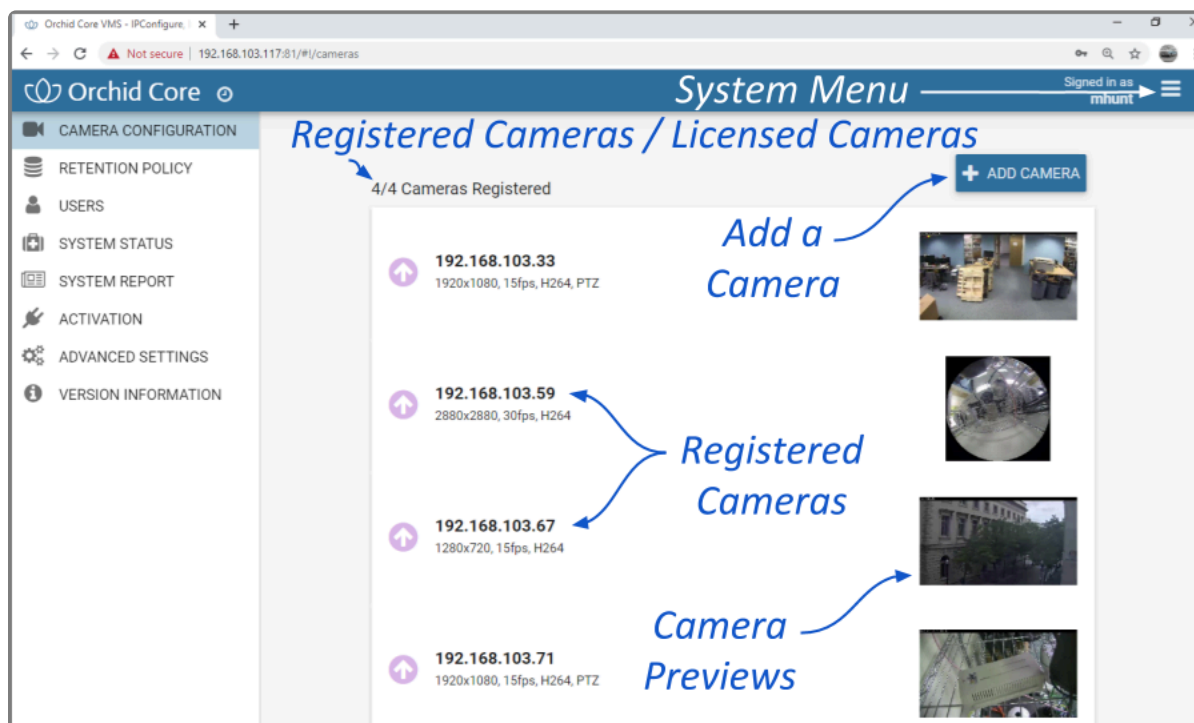 Orchid Core VMS - IPConfigure,
Not secure | 192.168.103.117:81/#!/cameras
Orchid Core
System Menu
Signed in as
mhunt
CAMERA CONFIGURATION
RETENTION POLICY
USERS
SYSTEM STATUS
SYSTEM REPORT
ACTIVATION
ADVANCED SETTINGS
VERSION INFORMATION
Registered Cameras / Licensed Cameras
4/4 Cameras Registered
ADD CAMERA
Add a
Camera
192.168.103.33
1920x1080, 15fps, H264, PTZ
192.168.103.59
2880x2880, 30fps, H264
Registered
Cameras
192.168.103.67
1280x720, 15fps, H264
Camera
Previews
192.168.103.71
1920x1080, 15fps, H264, PTZ